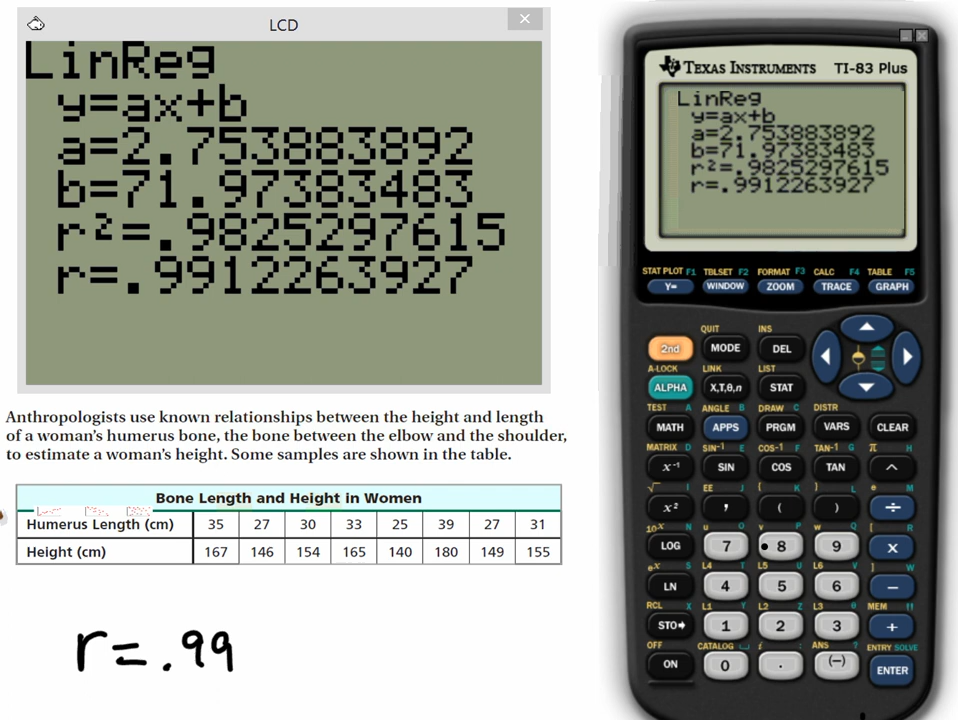 LCD
LinReg
y=ax+b
a=2.753883892
b=71.97383483
r²=.9825297615
r=.9912263927
Anthropologists use known relationships between the height and length
of a woman's humerus bone, the bone between the elbow and the shoulder,
to estimate a woman's height. Some samples are shown in the table.
Bone Length and Height in Women
Humerus Length (cm) 35 27 30 33 25 39 27 31
Height (cm) 167 146 154 165 140 180 149 155
r=.99
TEXAS INSTRUMENTS TI-83 Plus
LinReg
y=ax+b
a=2.753883892
b=71.97383483
r²=.9825297615
r=.9912263927
STAT PLOT F1 TBLSET F2 FORMAT F3 CALC F4 TABLE F5
Y= WINDOW ZOOM TRACE GRAPH
QUIT INS
2nd MODE DEL
A-LOCK LINK LIST
ALPHA X,T,θ,n STAT
TEST A ANGLE B DRAW C DISTR
MATH APPS PRGM VARS CLEAR
MATRIX D SIN-1 E COS-1 F TAN-1 G π H
x-1 SIN COS TAN ^
√ I EE J { K } L e M
x² , ( ) ÷
10x N u O v P w Q [ R
LOG 7 8 9 x
ex S L4 T L5 U L6 V ] W
LN 4 5 6 −
RCL X L1 Y L2 Z L3 θ MEM "
STO➔ 1 2 3 +
OFF CATALOG i : ANS ? ENTRY SOLVE
ON 0 . (−) ENTER